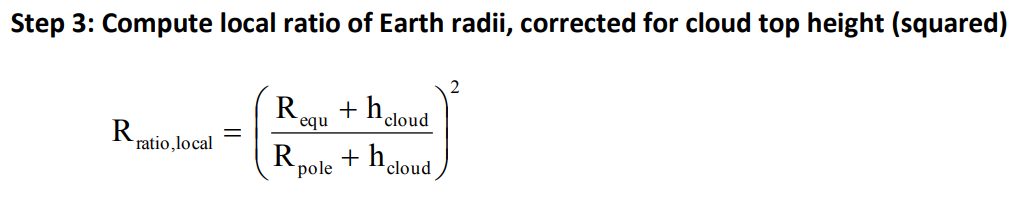 Step 3: Compute local ratio of Earth radii, corrected for cloud top height (squared)
R_ratio,local = ( (R_equ + h_cloud) / (R_pole + h_cloud) )^2